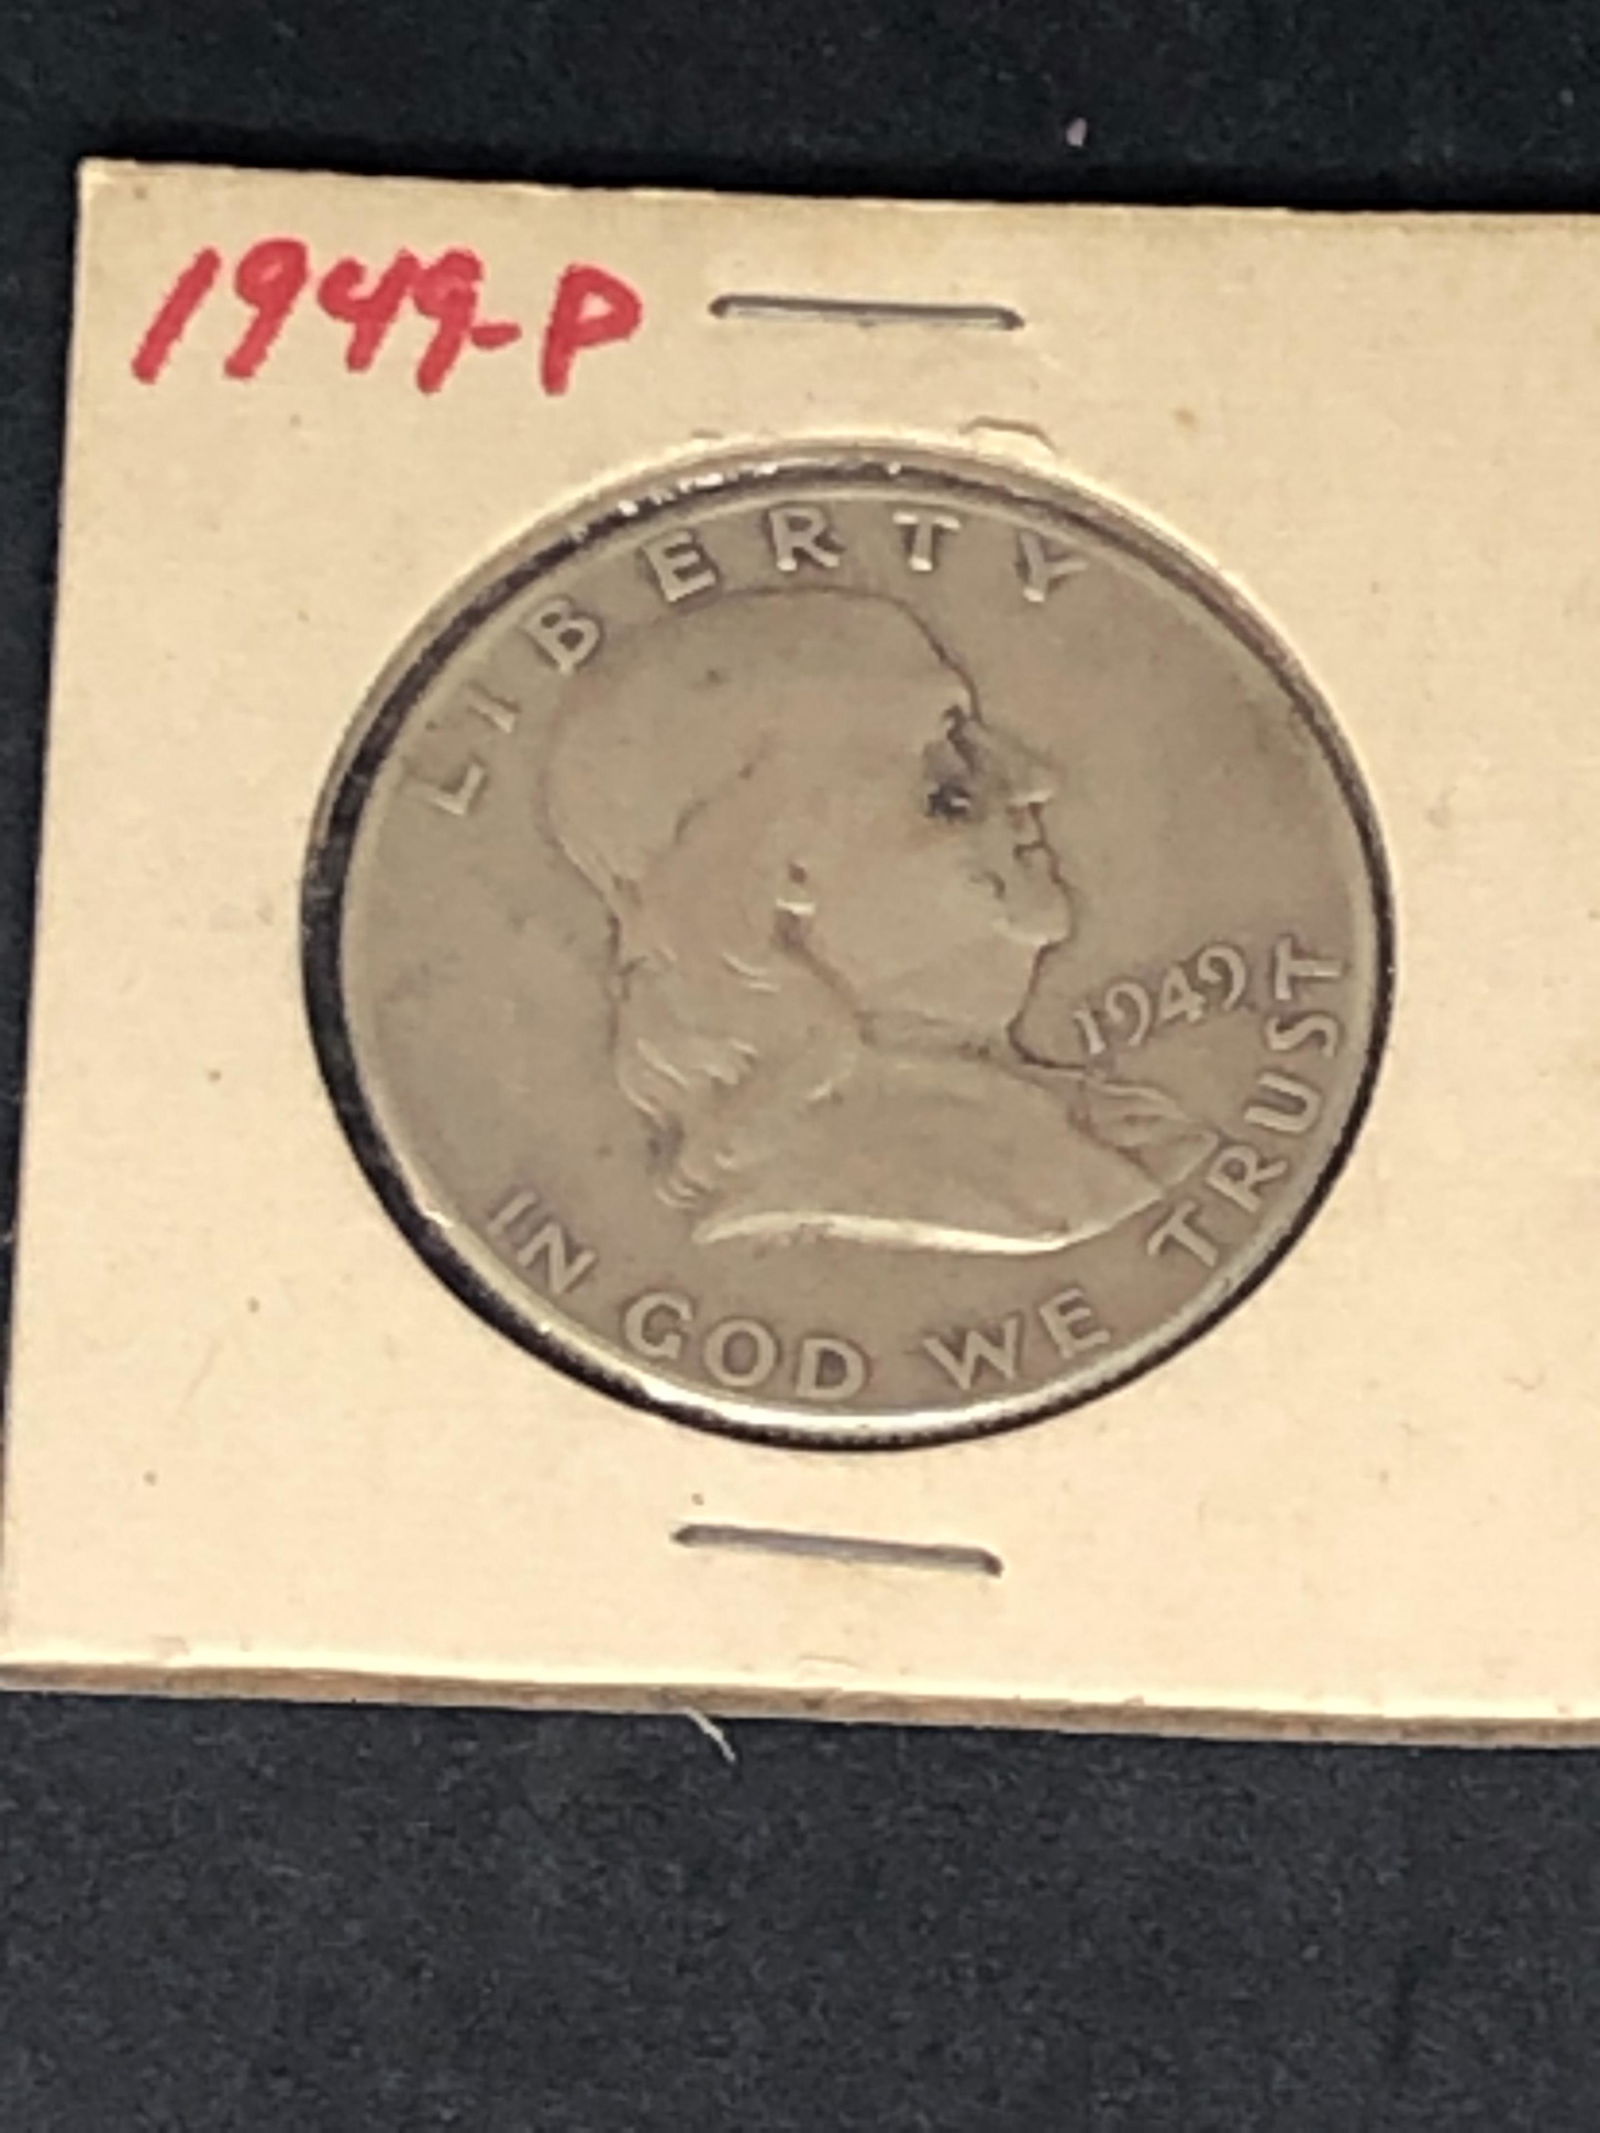 1949-P
LIBERTY
1949
IN GOD WE TRUST